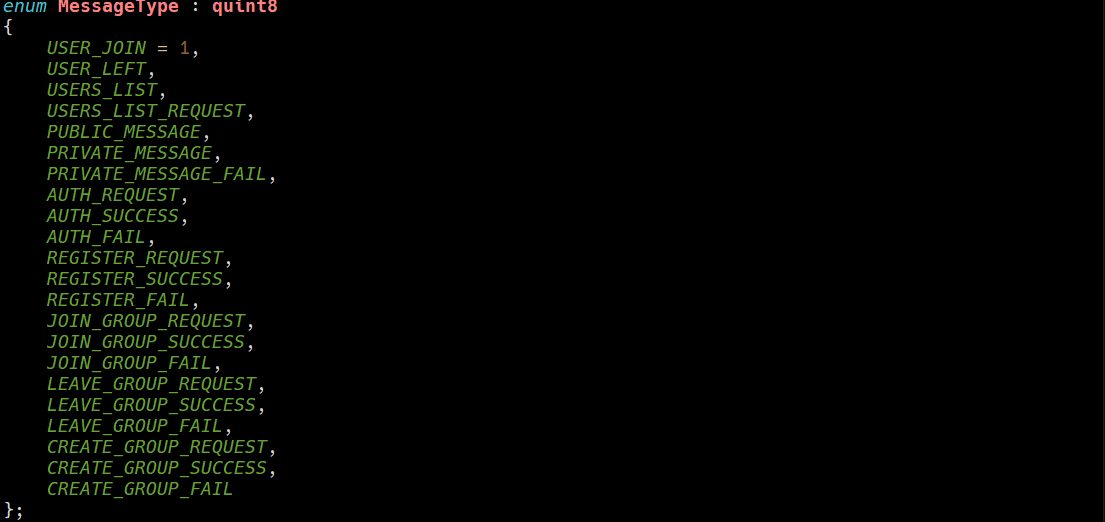 enum MessageType : quint8
{
    USER_JOIN = 1,
    USER_LEFT,
    USERS_LIST,
    USERS_LIST_REQUEST,
    PUBLIC_MESSAGE,
    PRIVATE_MESSAGE,
    PRIVATE_MESSAGE_FAIL,
    AUTH_REQUEST,
    AUTH_SUCCESS,
    AUTH_FAIL,
    REGISTER_REQUEST,
    REGISTER_SUCCESS,
    REGISTER_FAIL,
    JOIN_GROUP_REQUEST,
    JOIN_GROUP_SUCCESS,
    JOIN_GROUP_FAIL,
    LEAVE_GROUP_REQUEST,
    LEAVE_GROUP_SUCCESS,
    LEAVE_GROUP_FAIL,
    CREATE_GROUP_REQUEST,
    CREATE_GROUP_SUCCESS,
    CREATE_GROUP_FAIL
};